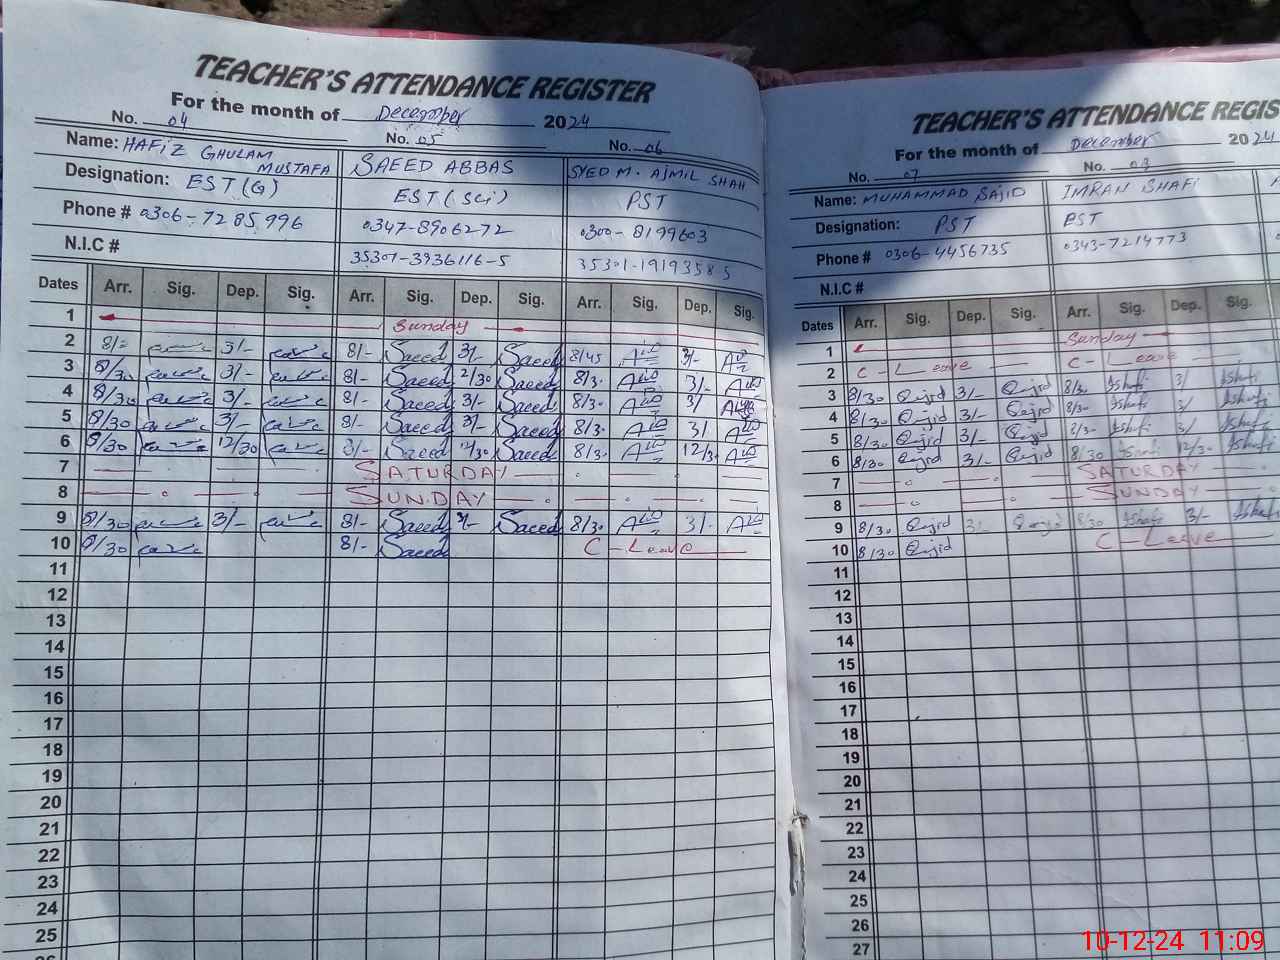 TEACHER'S ATTENDANCE REGISTER
For the month of December 2024
No. 04 No. 05 No. 06
Name: HAFIZ GHULAM MUSTAFA SAEED ABBAS SYED M. AJMIL SHAH
Designation: EST (G) EST (Sci) PST
Phone # 0306-7285996 0347-8906272 0300-8199603
N.I.C # 35301-3936116-5 35301-19193585
Dates Arr. Sig. Dep. Sig. Arr. Sig. Dep. Sig. Arr. Sig. Dep. Sig.
1 Sunday
2 8/- 3/- 8/- Saeed 3/- Saeed 8/45 3/-
3 8/30 3/- 8/- Saeed 2/30 Saeed 8/30 3/-
4 8/30 3/- 8/- Saeed 3/- Saeed 8/30 3/
5 8/30 3/- 8/- Saeed 3/- Saeed 8/30 3/
6 8/30 12/30 8/- Saeed 12/30 Saeed 8/30 12/30
7 SATURDAY
8 SUNDAY
9 8/30 3/- 8/- Saeed 3/- Saeed 8/30 3/-
10 8/30 8/- Saeed C-Leave
11
12
13
14
15
16
17
18
19
20
21
22
23
24
25
TEACHER'S ATTENDANCE REGIS
For the month of December 2024
No. 07 No. 03
Name: MUHAMMAD SAJID IMRAN SHAFI
Designation: PST PST
Phone # 0306-4456735 0343-7214773
N.I.C #
Dates Arr. Sig. Dep. Sig. Arr. Sig. Dep. Sig.
1 Sunday
2 C-Leave C-Leave
3 8/30 Sajid 3/- Sajid 8/30 Ishafi 3/ Ishafi
4 8/30 Sajid 3/- Sajid 8/30 Ishafi 3/ Ishafi
5 8/30 Sajid 3/- Sajid 8/30 Ishafi 3/ Ishafi
6 8/30 Sajid 3/- Sajid 8/30 Ishafi 12/30 Ishafi
7 SATURDAY
8 SUNDAY
9 8/30 Sajid 3/- Sajid 8/30 Ishafi 3/- Ishafi
10 8/30 Sajid C-Leave
11
12
13
14
15
16
17
18
19
20
21
22
23
24
25
26
27
10-12-24 11:09